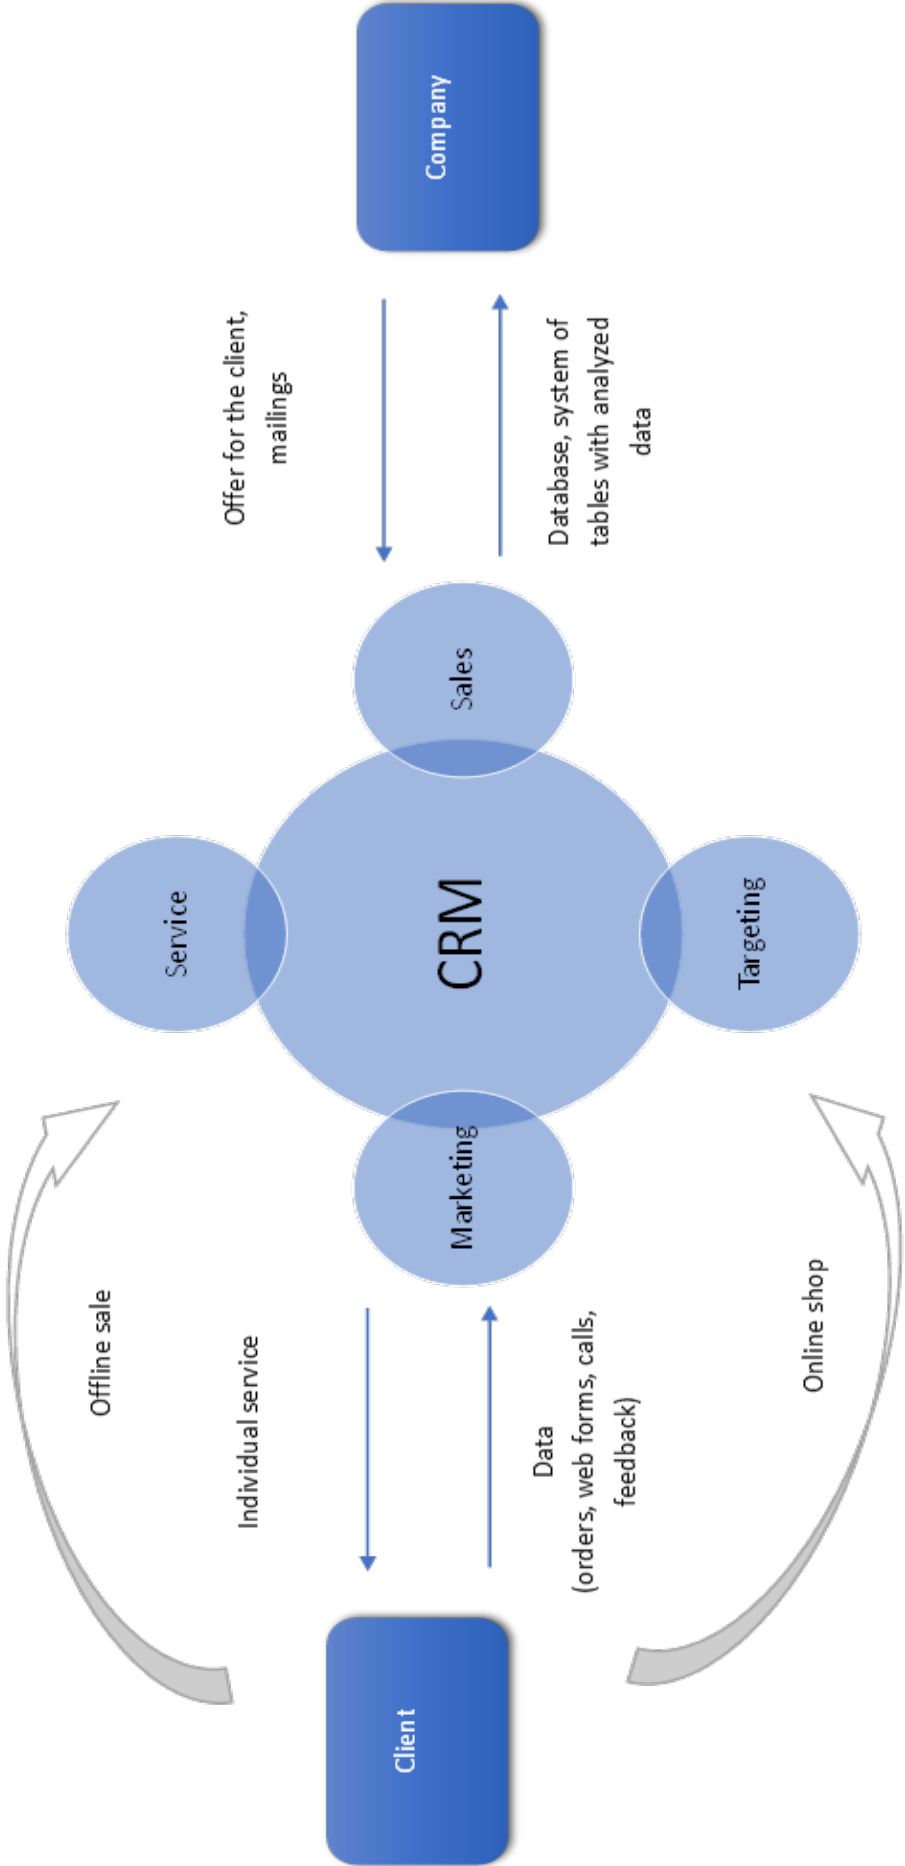 Offline sale
Service
Individual service
Offer for the client,
mailings
Client
Marketing
CRM
Sales
Company
Data
(orders, web forms, calls,
feedback)
Database, system of
tables with analyzed
data
Online shop
Targeting